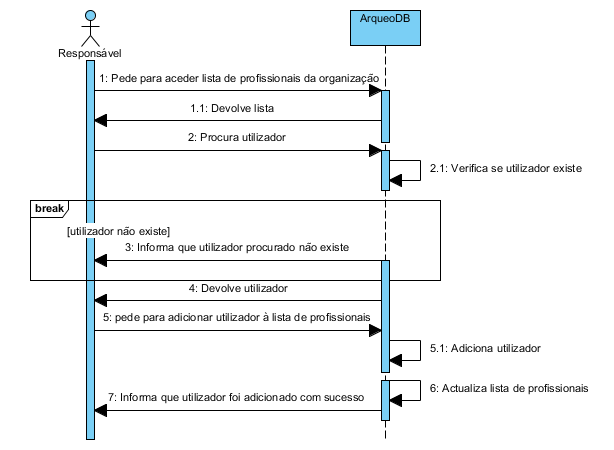 ArqueoDB
Responsável
1: Pede para aceder lista de profissionais da organização
1.1: Devolve lista
2: Procura utilizador
2.1: Verifica se utilizador existe
break
[utilizador não existe]
3: Informa que utilizador procurado não existe
4: Devolve utilizador
5: pede para adicionar utilizador à lista de profissionais
5.1: Adiciona utilizador
6: Actualiza lista de profissionais
7: Informa que utilizador foi adicionado com sucesso